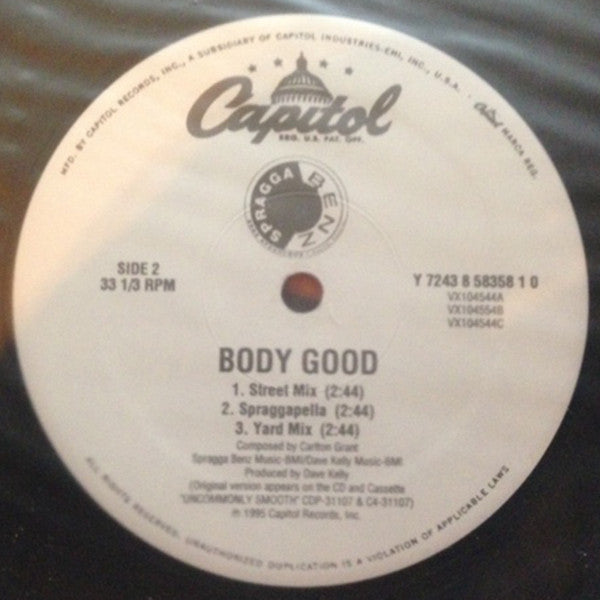 MFD. BY CAPITOL RECORDS, INC., A SUBSIDIARY OF CAPITOL INDUSTRIES-EMI, INC., U.S.A. · Capitol MARCA REG.
Capitol
REG. U.S. PAT. OFF.
SPRAGGA BENZ
SIDE 2
33 1/3 RPM
Y 7243 8 58358 1 0
VX104544A
VX104554B
VX104544C
BODY GOOD
1. Street Mix (2:44)
2. Spraggapella (2:44)
3. Yard Mix (2:44)
Composed by Carlton Grant
Spragga Benz Music-BMI/Dave Kelly Music-BMI
Produced by Dave Kelly
(Original version appears on the CD and Cassette
"UNCOMMONLY SMOOTH" CDP-31107 & C4-31107)
℗ 1995 Capitol Records, Inc.
ALL RIGHTS RESERVED. UNAUTHORIZED DUPLICATION IS A VIOLATION OF APPLICABLE LAWS